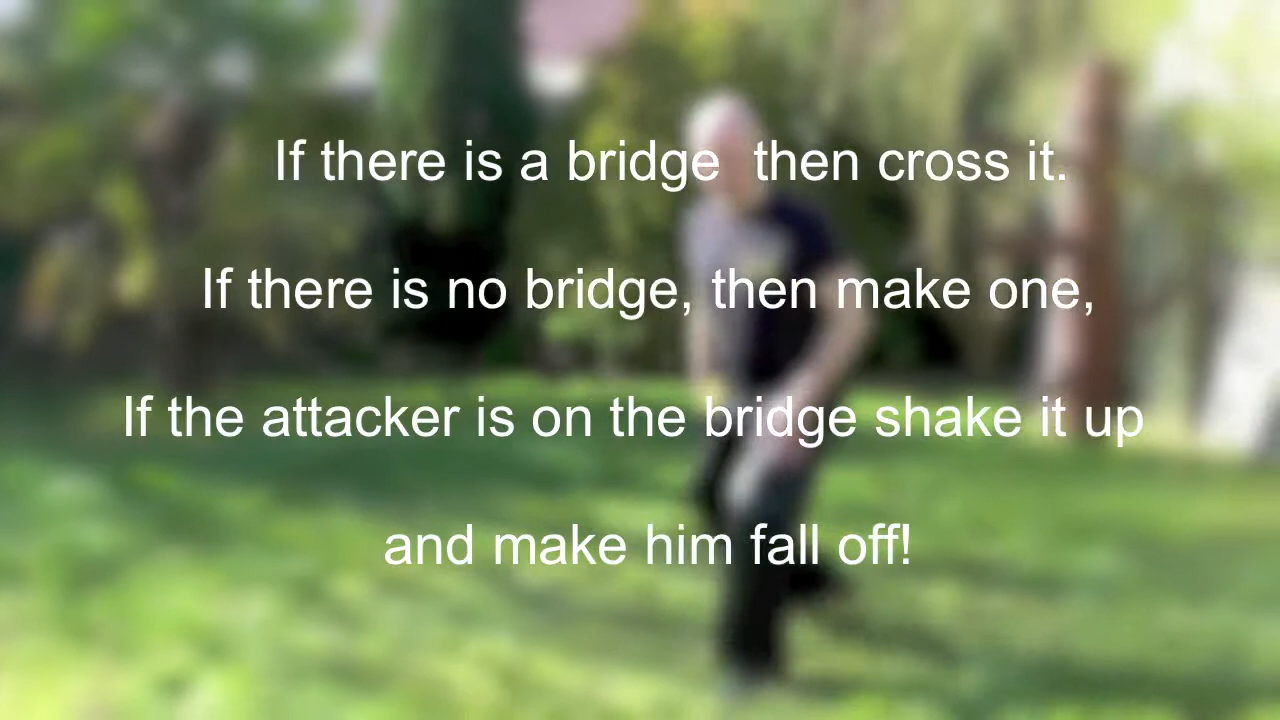 If there is a bridge  then cross it.
If there is no bridge, then make one,
If the attacker is on the bridge shake it up
and make him fall off!